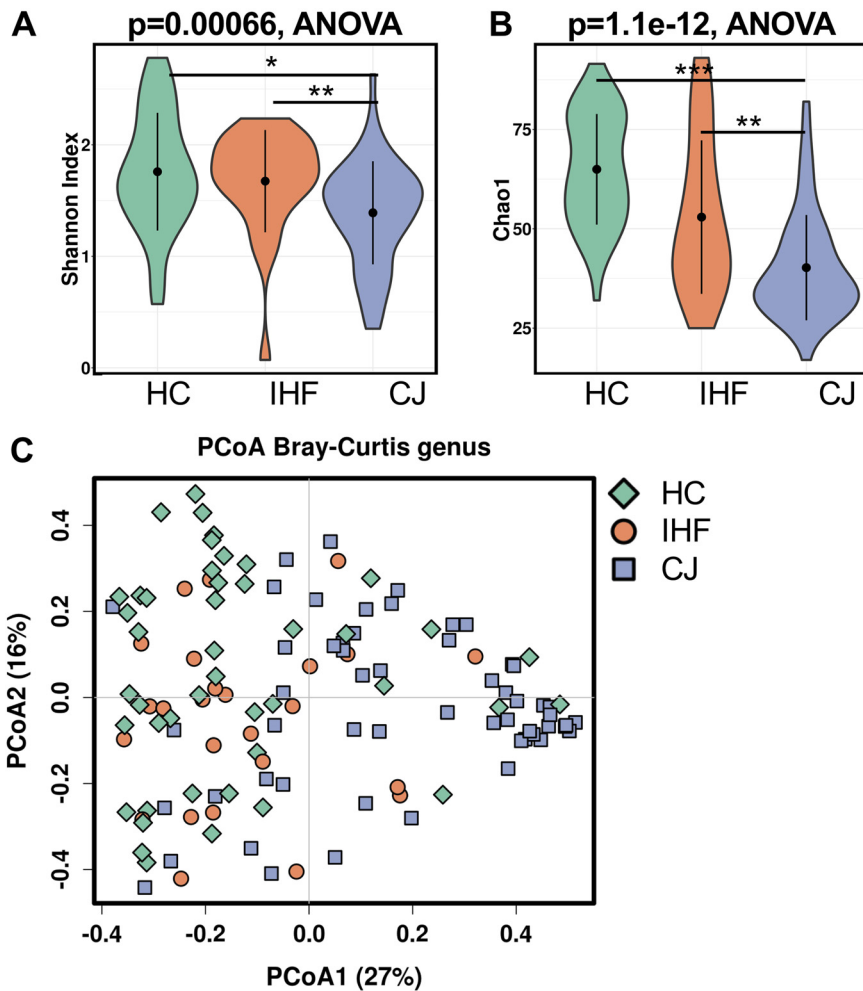 A
p=0.00066, ANOVA
*
**
Shannon Index
2
1
0
HC IHF CJ
B
p=1.1e-12, ANOVA
***
**
Chao1
75
50
25
HC IHF CJ
C
PCoA Bray-Curtis genus
HC
IHF
CJ
PCoA2 (16%)
0.4
0.2
0.0
-0.2
-0.4
-0.4 -0.2 0.0 0.2 0.4
PCoA1 (27%)